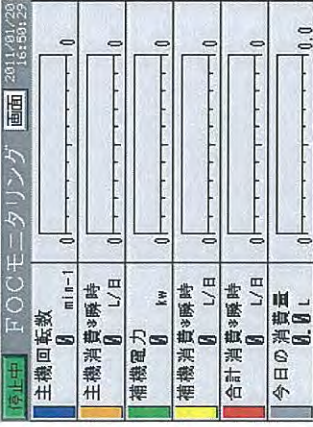 停止中 FOCモニタリング 画面 2011/01/20
16:50:29
主機回転数
0 min-1
0 0
主機消費*瞬時
0 L/日
0 0
補機電力
0 kw
0 0
補機消費*瞬時
0 L/日
0 0
合計消費*瞬時
0 L/日
0 0
今日の消費量
0.0 L
0 0.0